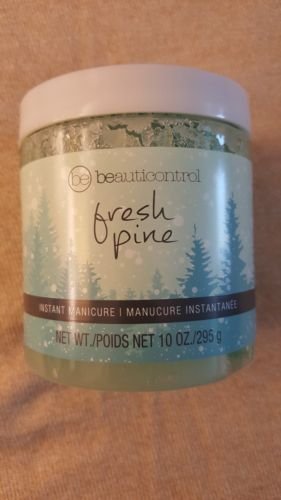 be beauticontrol
fresh
pine
INSTANT MANICURE | MANUCURE INSTANTANÉE
NET WT./POIDS NET 10 OZ./295 g